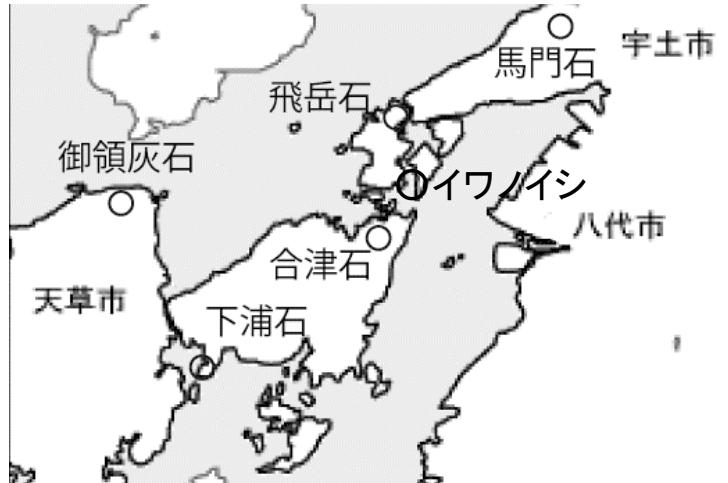 宇土市
馬門石
飛岳石
御領灰石
イワノイシ
八代市
合津石
天草市
下浦石